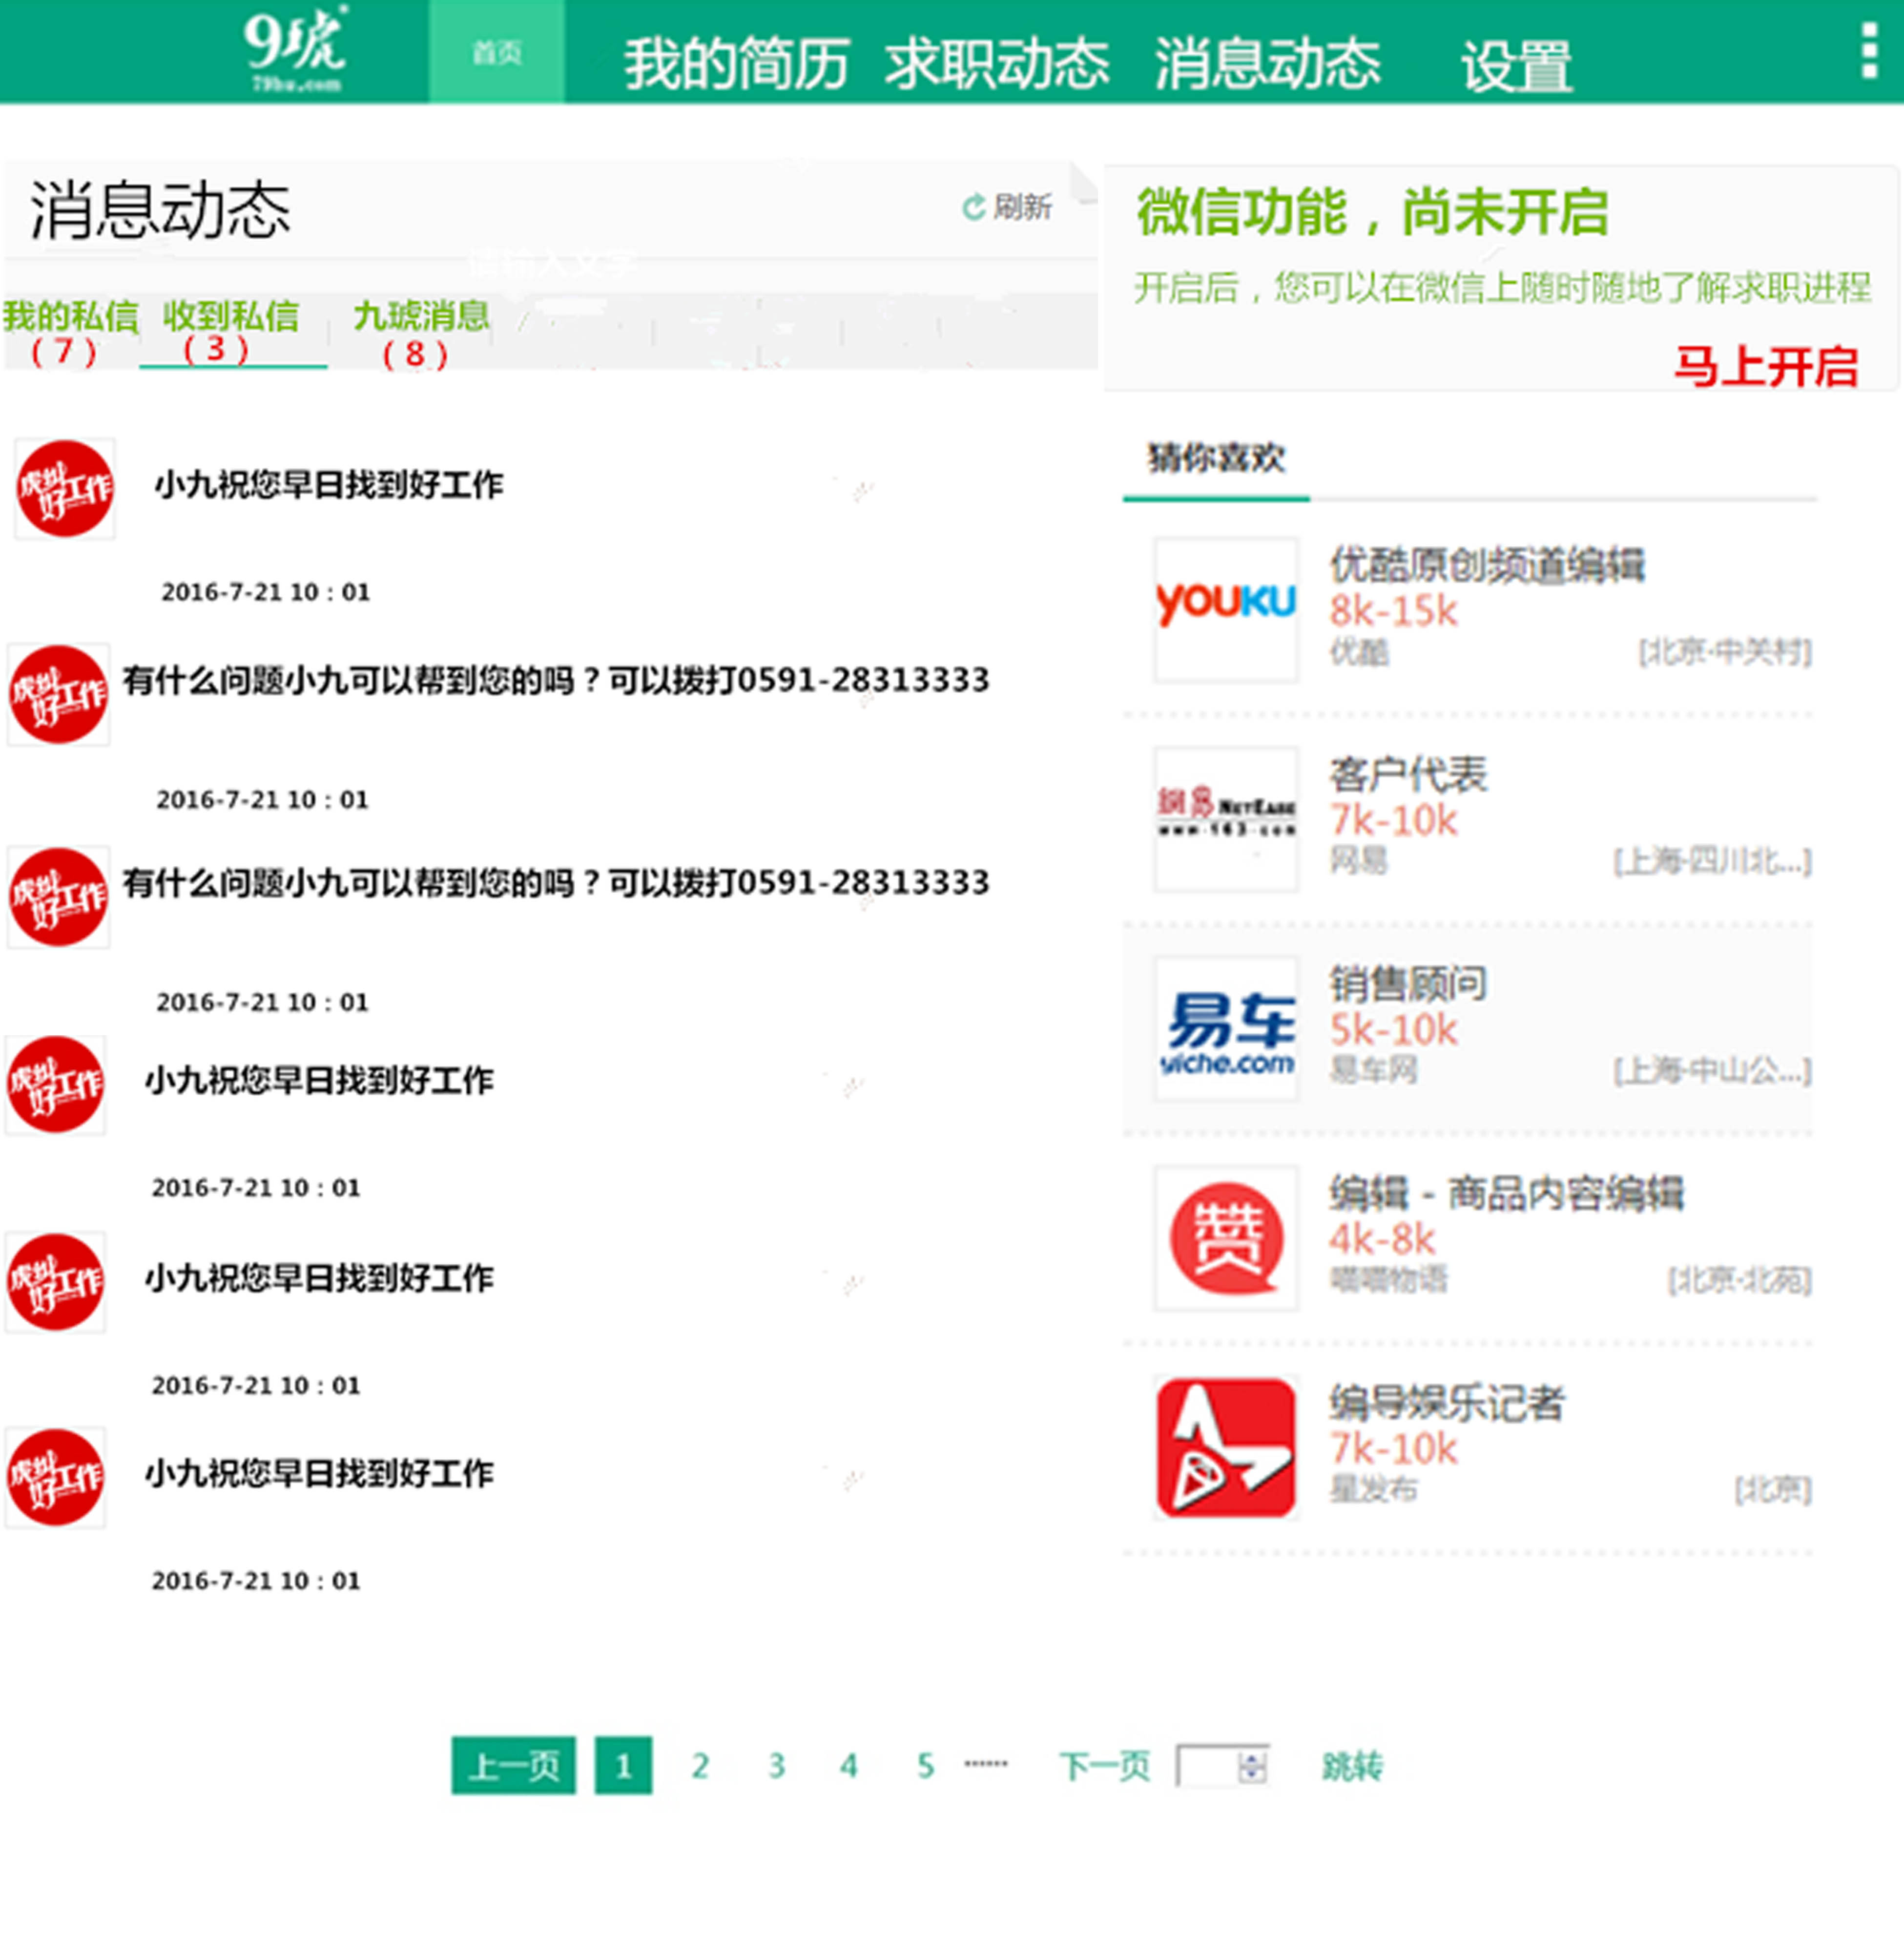 9琥
79hu.com
首页
我的简历
求职动态
消息动态
设置
消息动态
刷新
请输入文字
我的私信
(7)
收到私信
(3)
九琥消息
(8)
小九祝您早日找到好工作
2016-7-21 10：01
有什么问题小九可以帮到您的吗？可以拨打0591-28313333
2016-7-21 10：01
有什么问题小九可以帮到您的吗？可以拨打0591-28313333
2016-7-21 10：01
小九祝您早日找到好工作
2016-7-21 10：01
小九祝您早日找到好工作
2016-7-21 10：01
小九祝您早日找到好工作
2016-7-21 10：01
微信功能，尚未开启
开启后，您可以在微信上随时随地了解求职进程
马上开启
猜你喜欢
YOUKU
优酷原创频道编辑
8k-15k
优酷
[北京·中关村]
網易 NETEASE
www.163.com
客户代表
7k-10k
网易
[上海·四川北...]
易车
yiche.com
销售顾问
5k-10k
易车网
[上海·中山公...]
赞
编辑 - 商品内容编辑
4k-8k
喵喵物语
[北京·北苑]
编导娱乐记者
7k-10k
星发布
[北京]
上一页 1 2 3 4 5 ······ 下一页 跳转